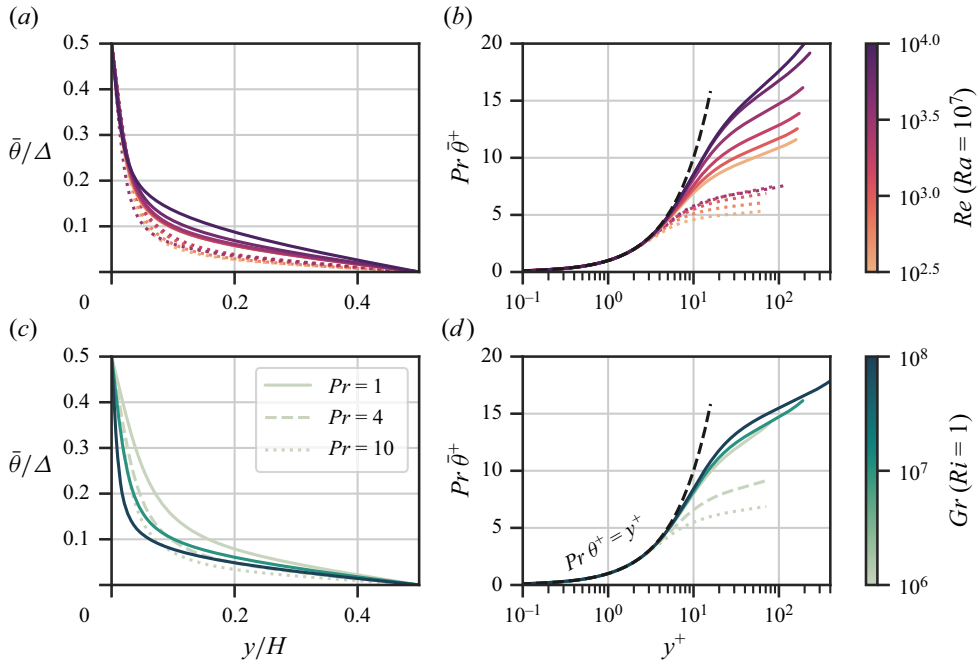 (a)
(b)
0.5
0.4
0.3
0.2
0.1
θ̄/Δ
0
0.2
0.4
20
15
10
5
0
Pr θ̄⁺
10⁻¹
10⁰
10¹
10²
10⁴·⁰
10³·⁵
10³·⁰
10²·⁵
Re (Ra = 10⁷)
(c)
(d)
0.5
0.4
0.3
0.2
0.1
θ̄/Δ
Pr = 1
Pr = 4
Pr = 10
0
0.2
0.4
y/H
20
15
10
5
0
Pr θ̄⁺
Pr θ⁺ = y⁺
10⁻¹
10⁰
10¹
10²
y⁺
10⁸
10⁷
10⁶
Gr (Ri = 1)